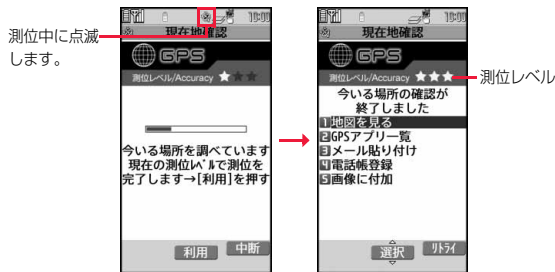 測位中に点滅
します。
10:00
現在地確認
GPS
測位レベル/Accuracy ★★★
今いる場所を調べています
現在の測位ﾚﾍﾞﾙで測位を
完了します→[利用]を押す
利用 中断
10:00
現在地確認
GPS
測位レベル/Accuracy ★★★
測位レベル
今いる場所の確認が
終了しました
1地図を見る
2GPSアプリ一覧
3メール貼り付け
4電話帳登録
5画像に付加
選択 ﾘﾄﾗｲ